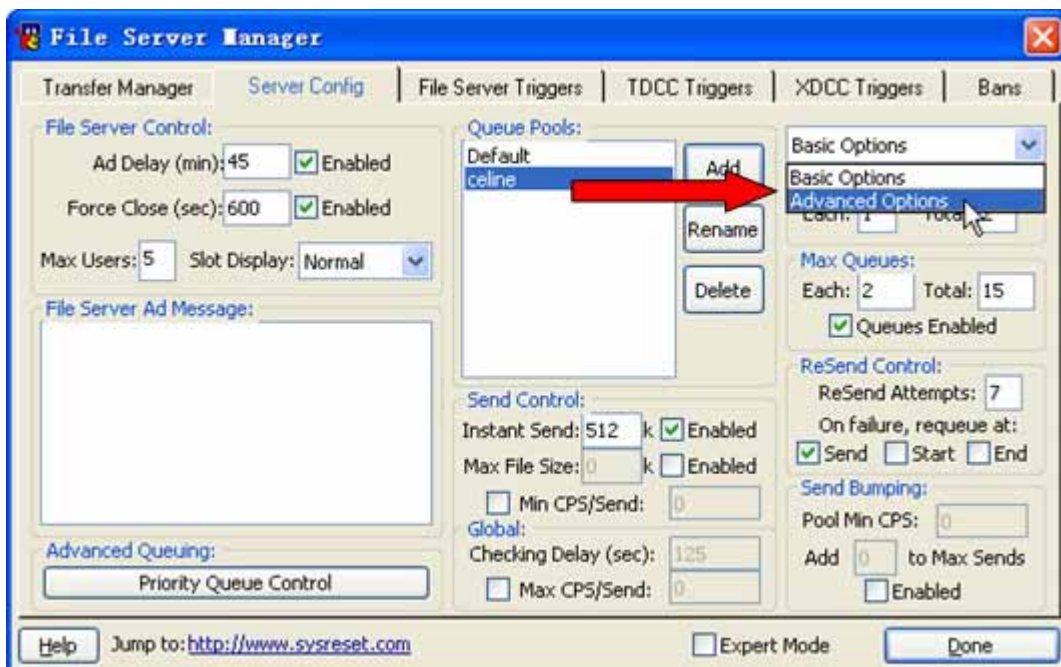 File Server Manager
Transfer Manager
Server Config
File Server Triggers
TDCC Triggers
XDCC Triggers
Bans
File Server Control:
Ad Delay (min): 45 Enabled
Force Close (sec): 600 Enabled
Max Users: 5 Slot Display: Normal
File Server Ad Message:
Advanced Queuing:
Priority Queue Control
Queue Pools:
Default
celine
Add
Rename
Delete
Send Control:
Instant Send: 512 k Enabled
Max File Size: 0 k Enabled
Min CPS/Send: 0
Global:
Checking Delay (sec): 125
Max CPS/Send: 0
Basic Options
Basic Options
Advanced Options
Each: 1
Max Queues:
Each: 2 Total: 15
Queues Enabled
ReSend Control:
ReSend Attempts: 7
On failure, requeue at:
Send Start End
Send Bumping:
Pool Min CPS: 0
Add 0 to Max Sends
Enabled
Help Jump to: http://www.sysreset.com Expert Mode Done